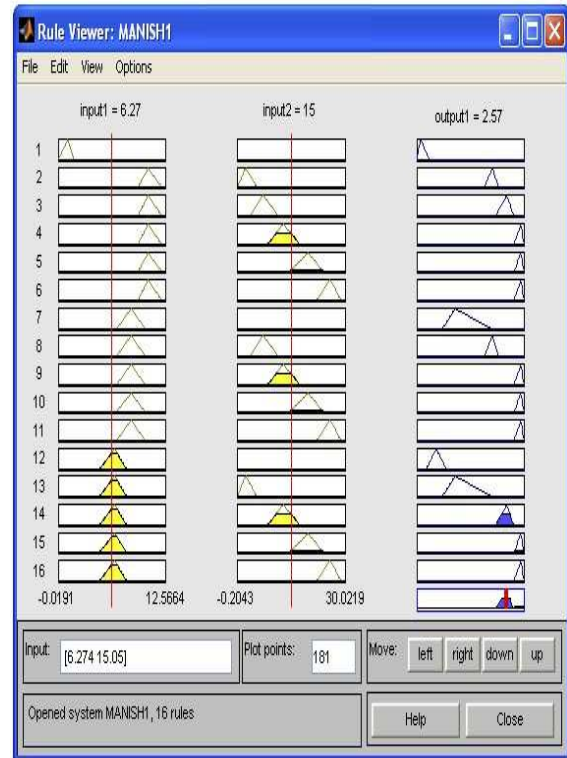 Rule Viewer: MANISH1
File Edit View Options
input1 = 6.27 input2 = 15 output1 = 2.57
1
2
3
4
5
6
7
8
9
10
11
12
13
14
15
16
-0.0191 12.5664 -0.2043 30.0219
Input: [6.274 15.05] Plot points: 181 Move: left right down up
Opened system MANISH1, 16 rules Help Close